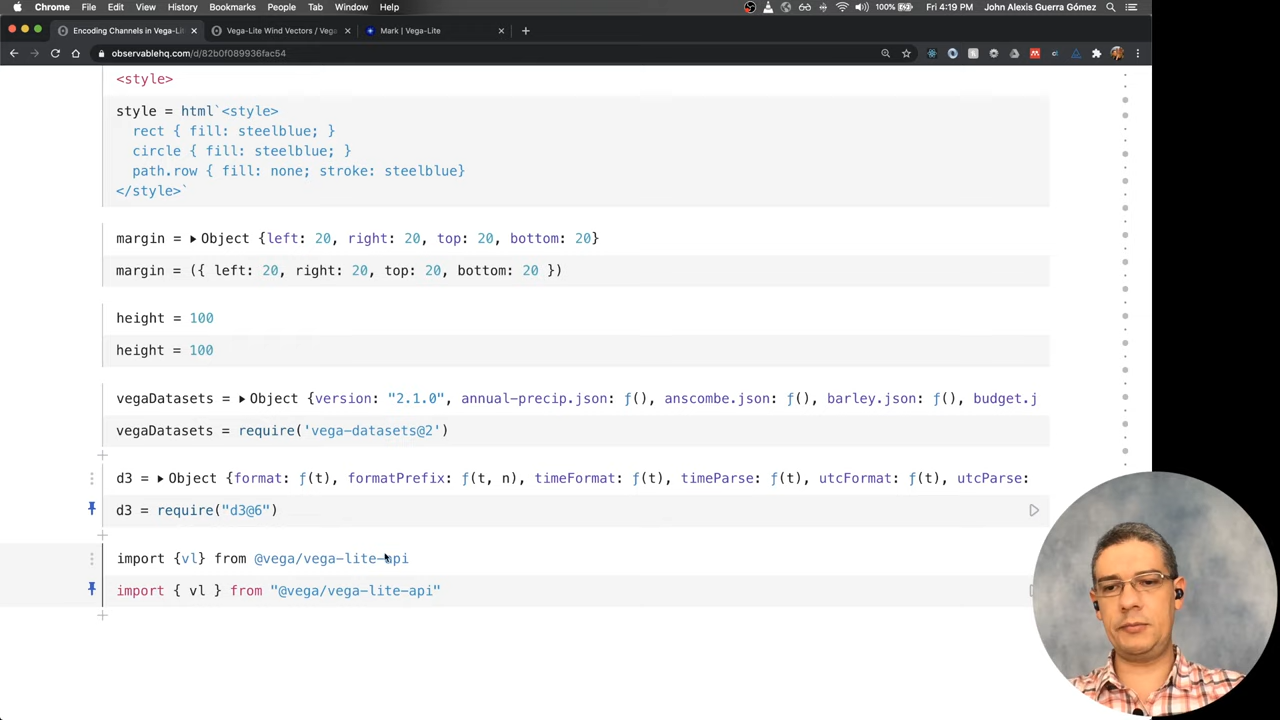 Chrome File Edit View History Bookmarks People Tab Window Help 100% Fri 4:19 PM John Alexis Guerra Gómez
Encoding Channels in Vega-Li × Vega-Lite Wind Vectors / Vega × Mark | Vega-Lite × +
observablehq.com/d/82b0f089936fac54
<style>
style = html`<style>
rect { fill: steelblue; }
circle { fill: steelblue; }
path.row { fill: none; stroke: steelblue}
</style>`
margin = ▶Object {left: 20, right: 20, top: 20, bottom: 20}
margin = ({ left: 20, right: 20, top: 20, bottom: 20 })
height = 100
height = 100
vegaDatasets = ▶Object {version: "2.1.0", annual-precip.json: ƒ(), anscombe.json: ƒ(), barley.json: ƒ(), budget.j
vegaDatasets = require('vega-datasets@2')
d3 = ▶Object {format: ƒ(t), formatPrefix: ƒ(t, n), timeFormat: ƒ(t), timeParse: ƒ(t), utcFormat: ƒ(t), utcParse:
d3 = require("d3@6")
import {vl} from @vega/vega-lite-api
import { vl } from "@vega/vega-lite-api"